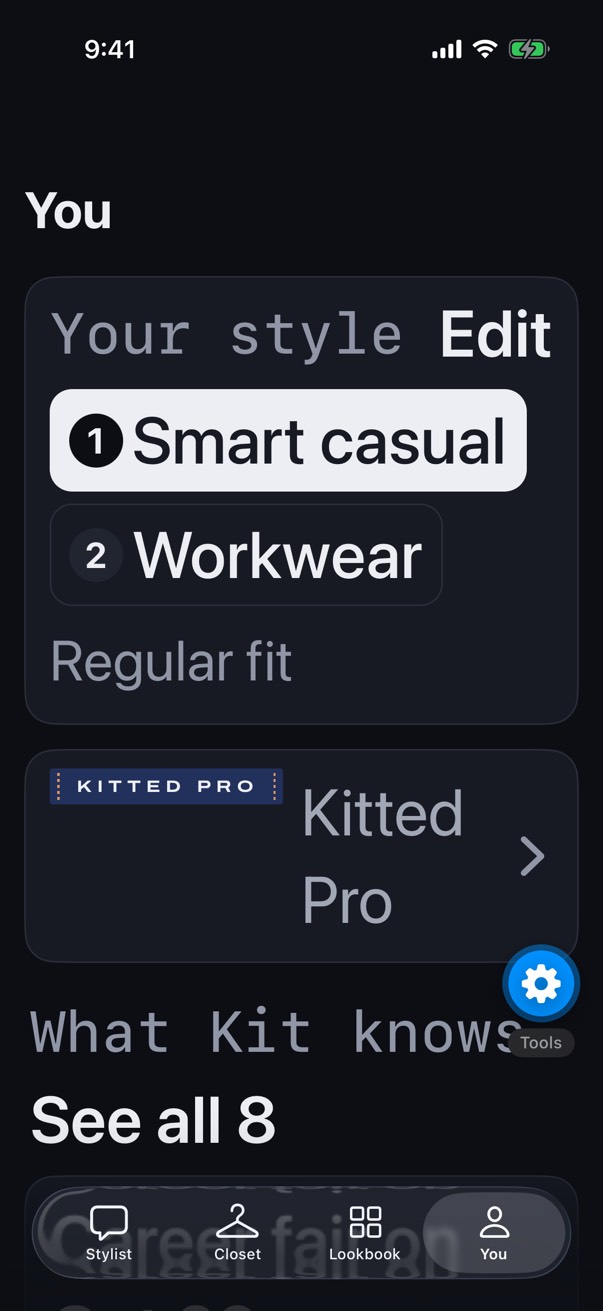 9:41
You
Your style Edit
1 Smart casual
2 Workwear
Regular fit
KITTED PRO
Kitted
Pro
What Kit knows
Tools
See all 8
Stylist Closet Lookbook You